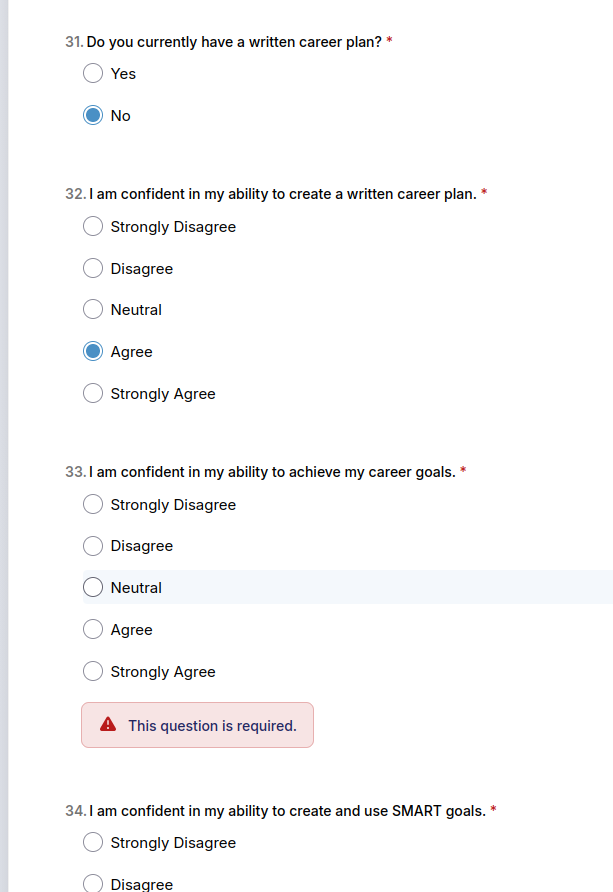 31. Do you currently have a written career plan? *
Yes
No
32. I am confident in my ability to create a written career plan. *
Strongly Disagree
Disagree
Neutral
Agree
Strongly Agree
33. I am confident in my ability to achieve my career goals. *
Strongly Disagree
Disagree
Neutral
Agree
Strongly Agree
This question is required.
34. I am confident in my ability to create and use SMART goals. *
Strongly Disagree
Disagree